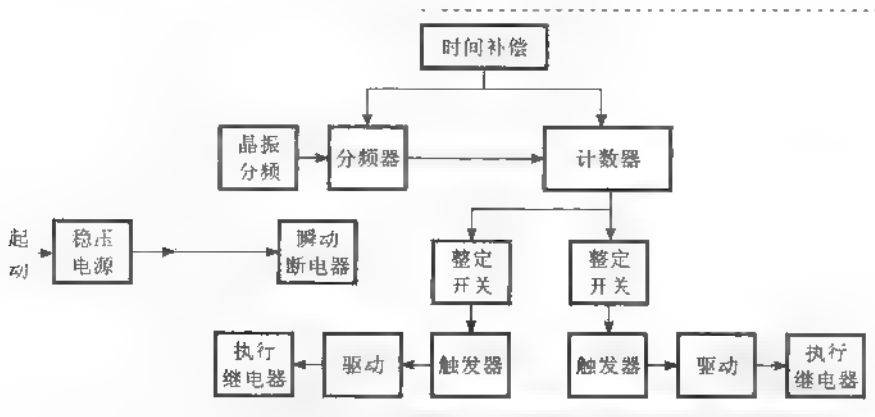 时间补偿
晶振
分频
分频器
计数器
起
动
稳压
电源
瞬动
断电器
整定
开关
整定
开关
执行
继电器
驱动
触发器
触发器
驱动
执行
继电器